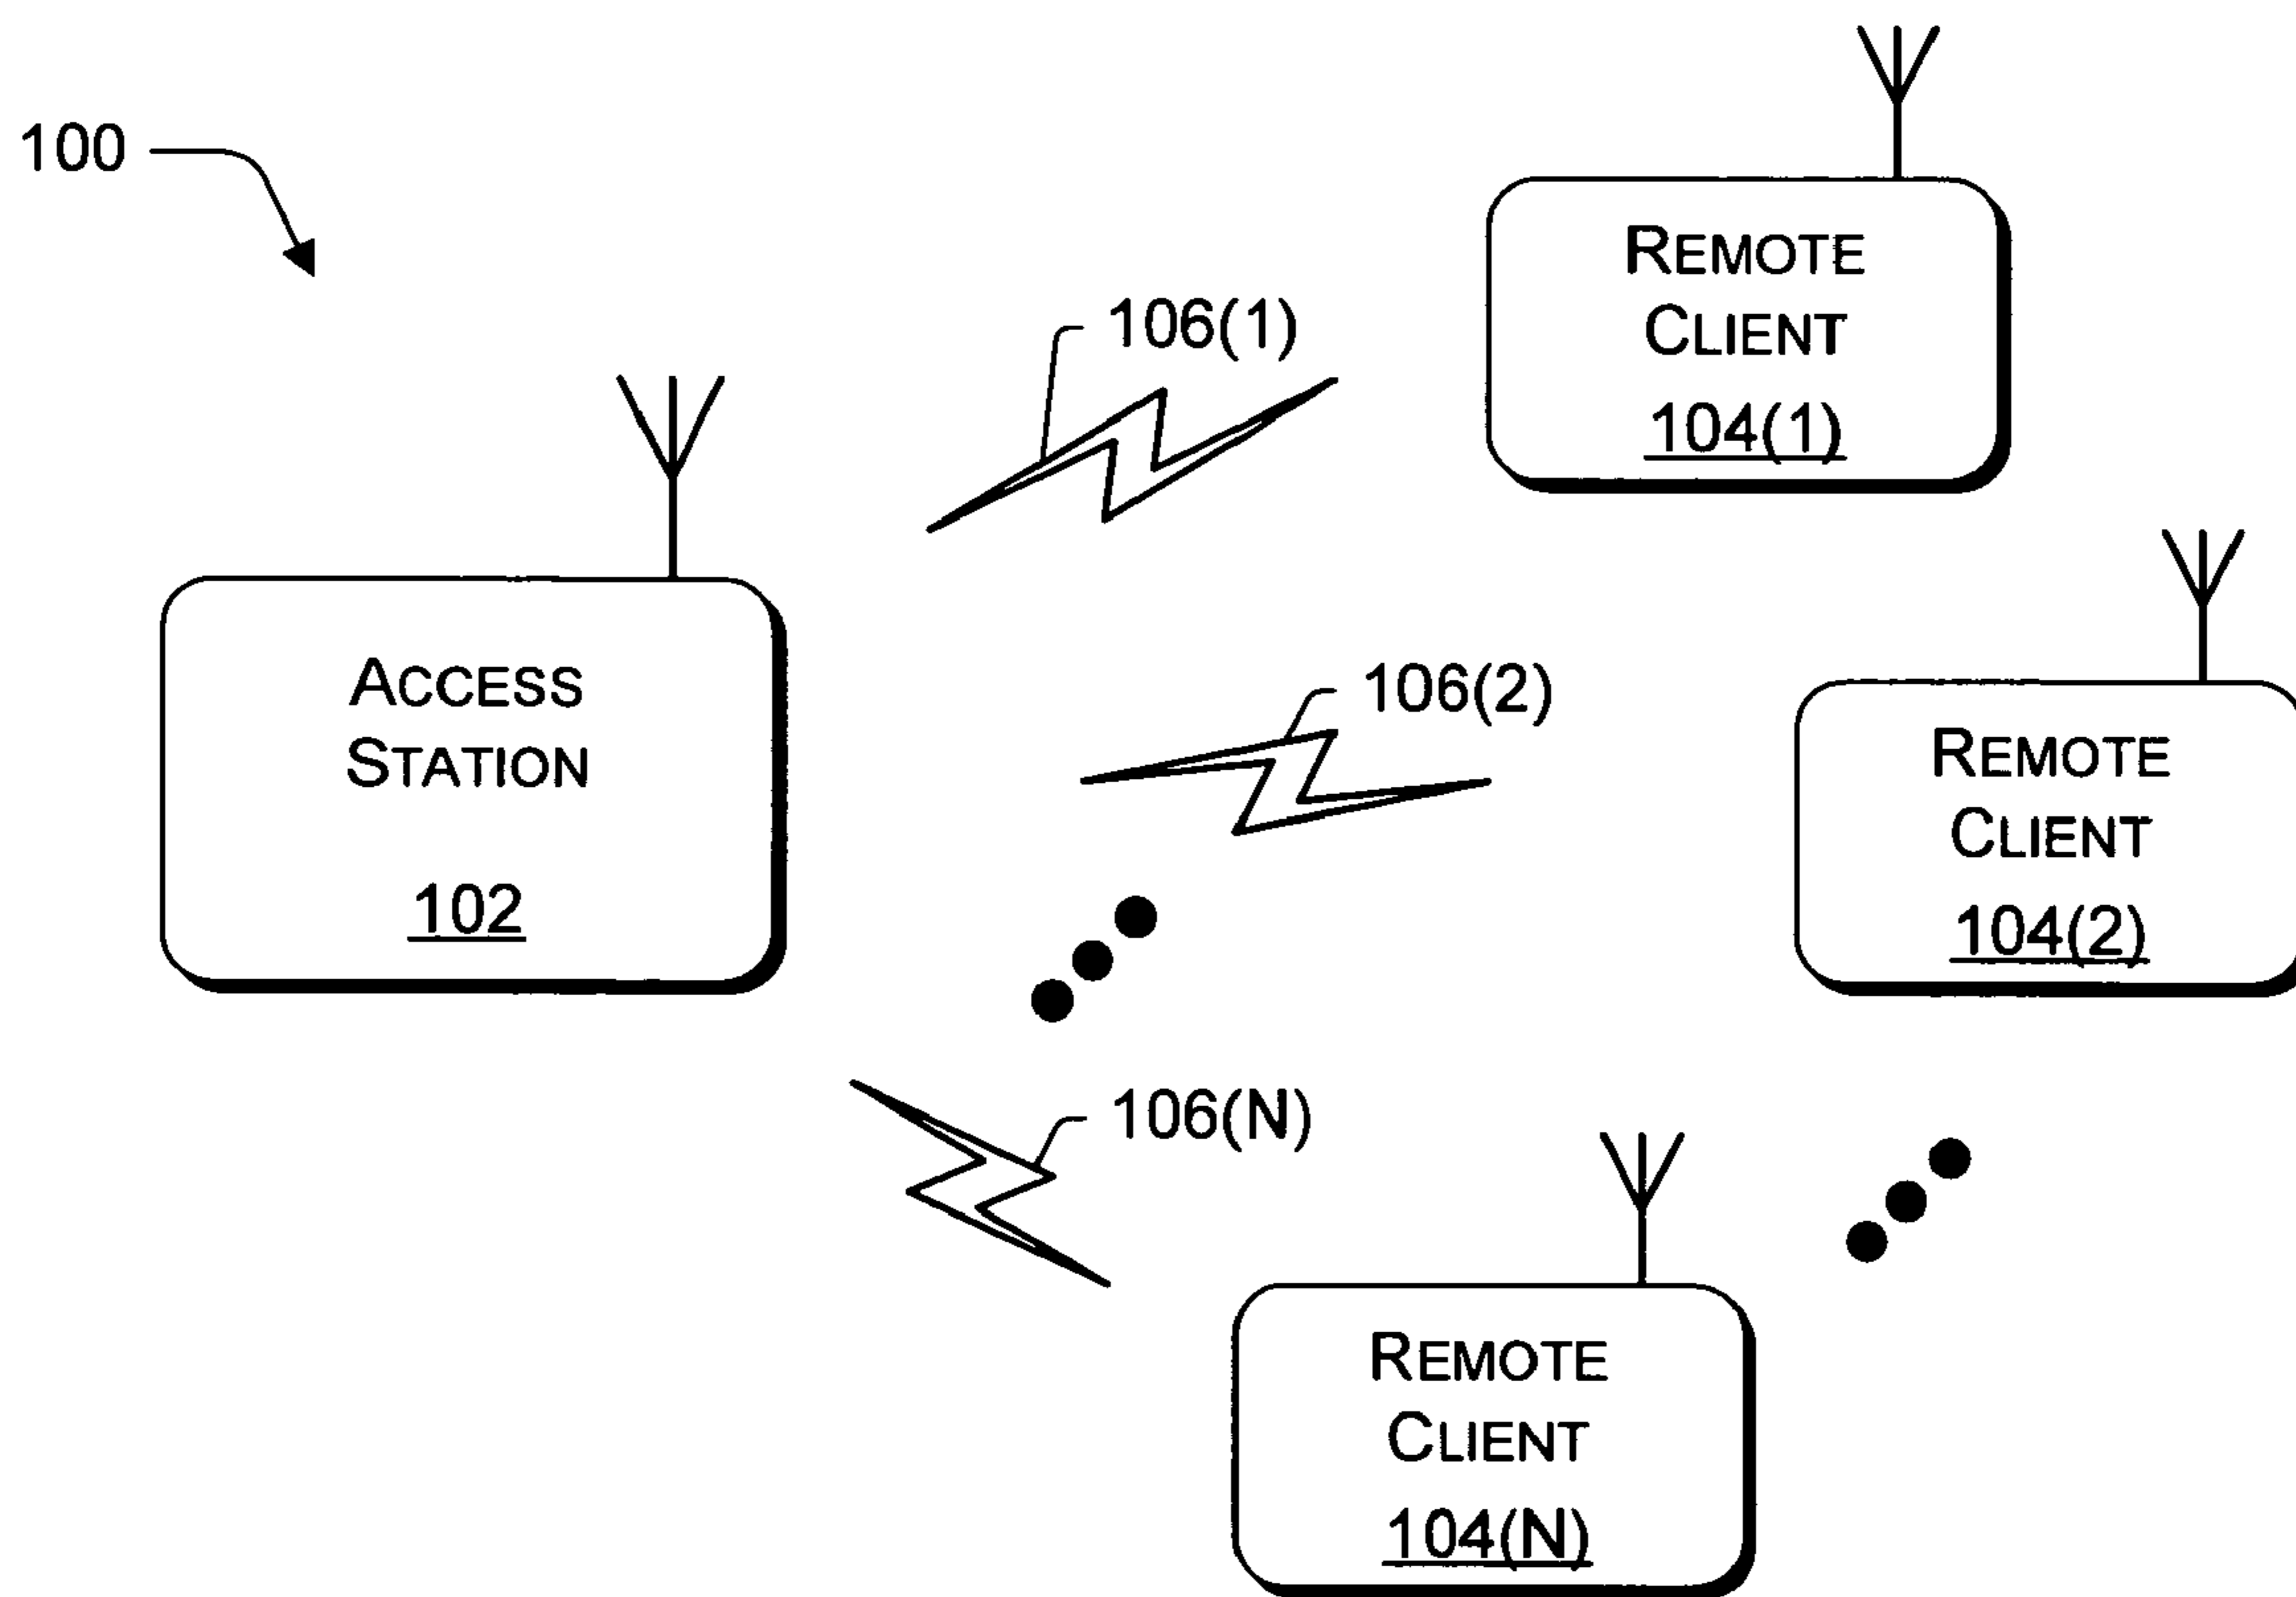 100
REMOTE
CLIENT
104(1)
106(1)
ACCESS
STATION
102
106(2)
REMOTE
CLIENT
104(2)
106(N)
REMOTE
CLIENT
104(N)